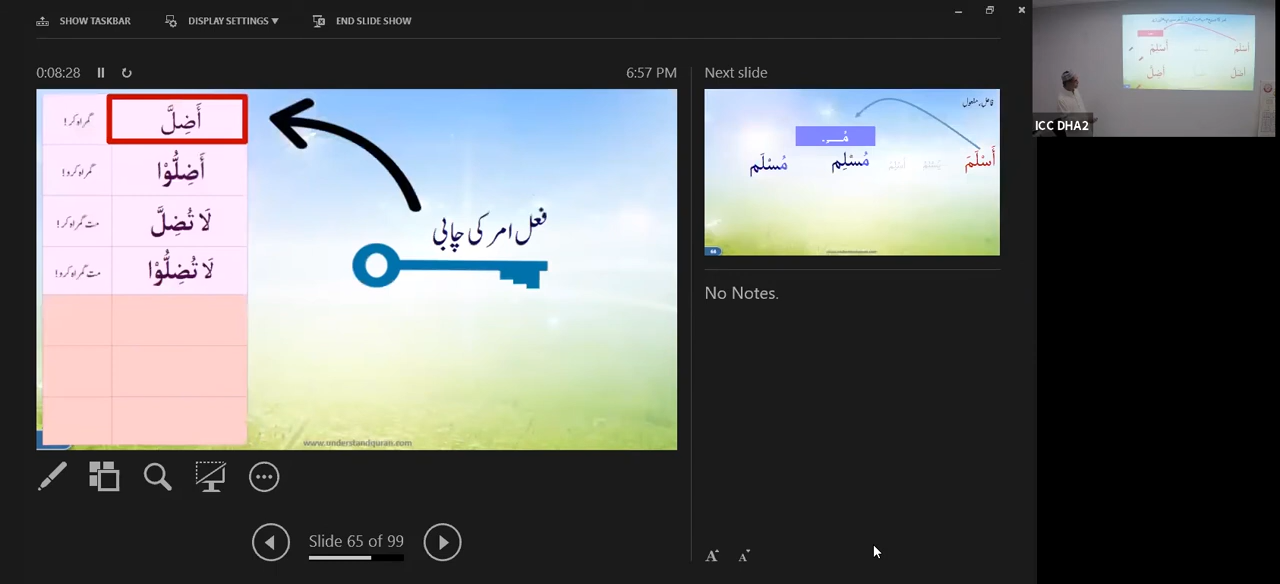 SHOW TASKBAR
DISPLAY SETTINGS ▼
END SLIDE SHOW
0:08:28
6:57 PM
Next slide
أَضِلَّ
گمراہ کر!
أَضِلُّوْا
گمراہ کرو!
لَا تُضِلَّ
مت گمراہ کر!
لَا تُضِلُّوْا
مت گمراہ کرو!
فعل امر کی چابی
www.understandquran.com
فاعل، مفعول
مُـــ
أَسْلَمَ
مُسْلِم
مُسْلَم
No Notes.
Slide 65 of 99
ICC DHA2